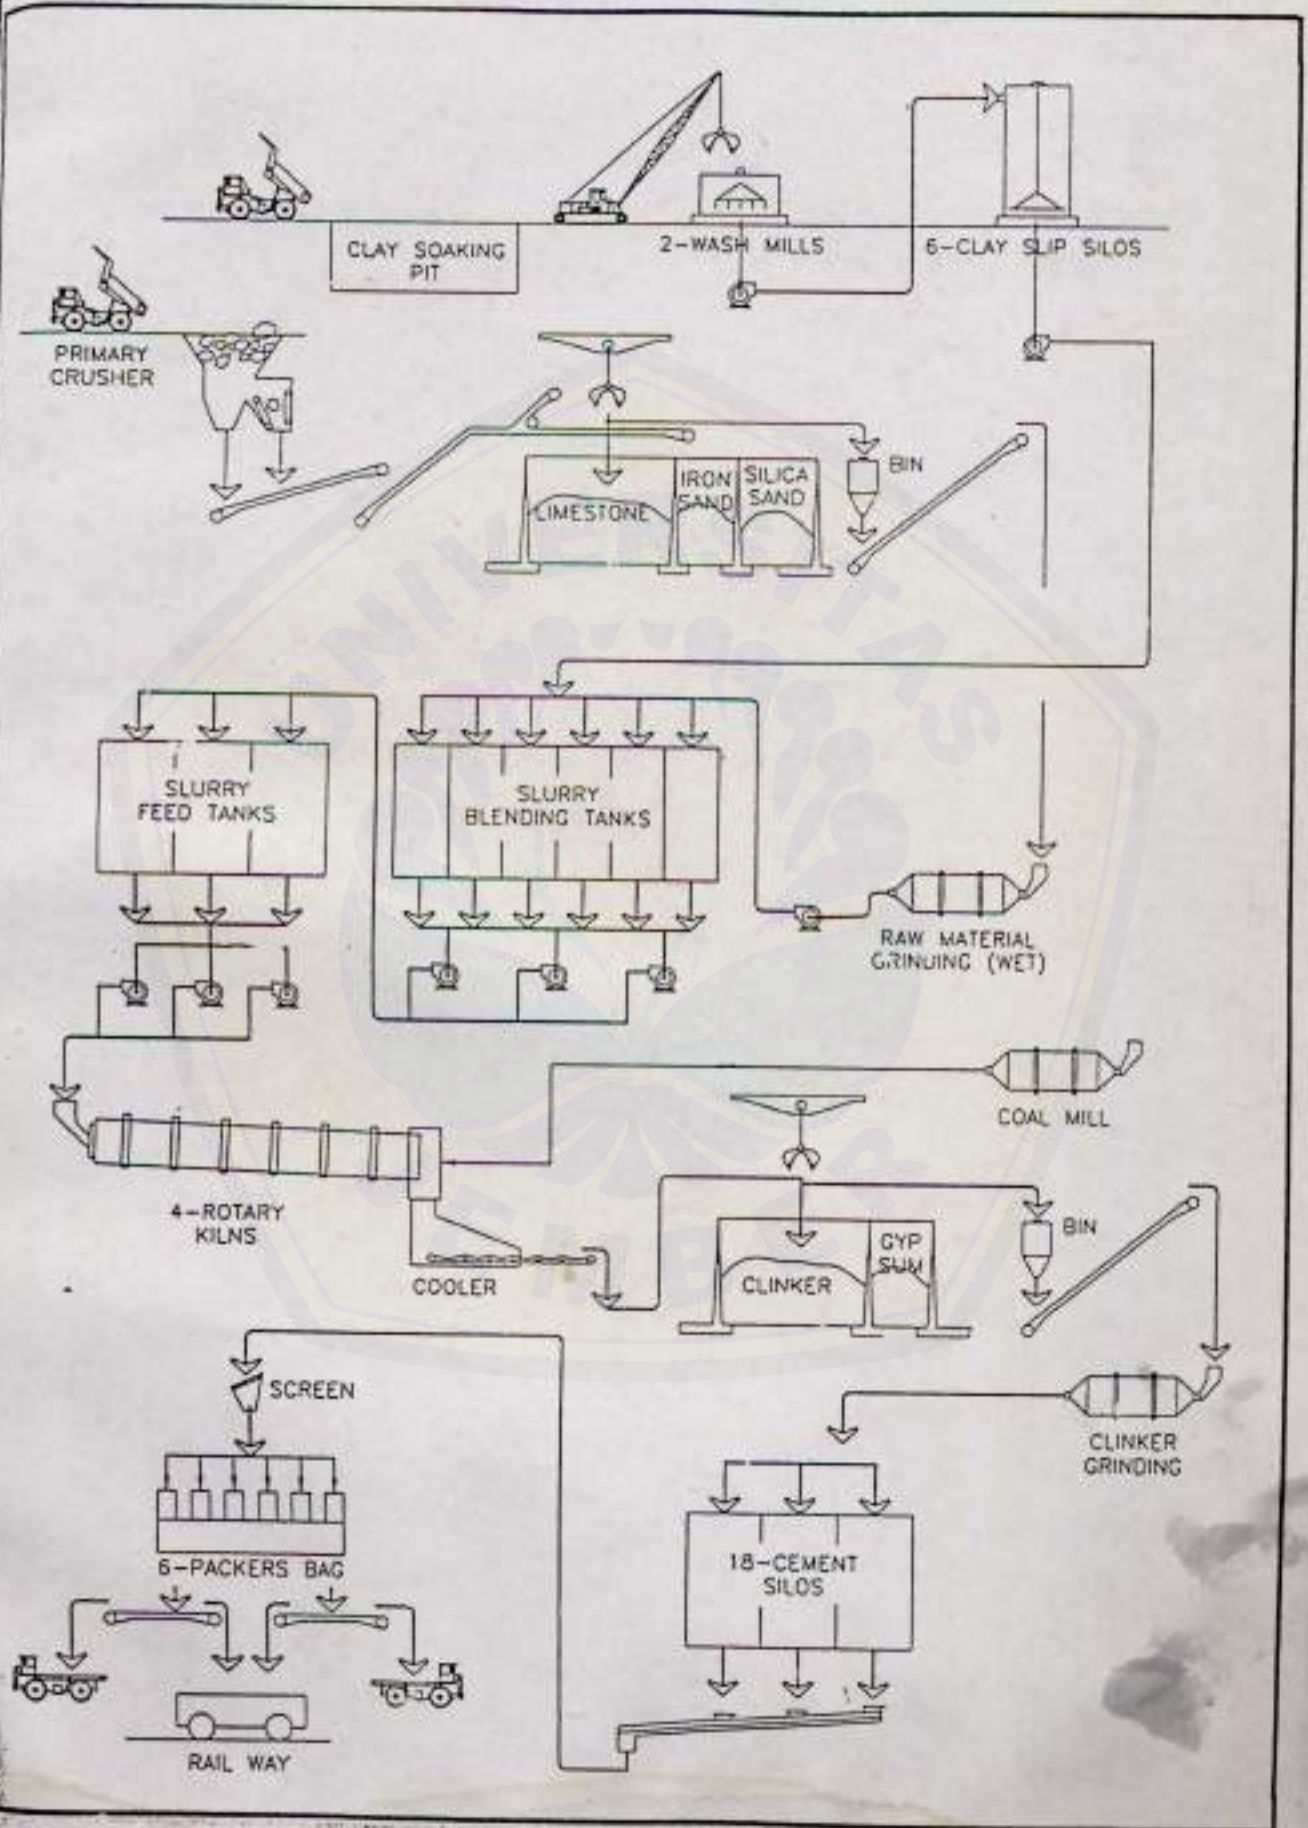 CLAY SOAKING
PIT
2-WASH MILLS
6-CLAY SLIP SILOS
PRIMARY
CRUSHER
BIN
IRON
SAND
SILICA
SAND
LIMESTONE
UNIVERSITAS
SLURRY
FEED TANKS
SLURRY
BLENDING TANKS
RAW MATERIAL
GRINDING (WET)
COAL MILL
4-ROTARY
KILNS
COOLER
CLINKER
GYP
SUM
BIN
JEMBER
SCREEN
CLINKER
GRINDING
6-PACKERS BAG
18-CEMENT
SILOS
RAIL WAY